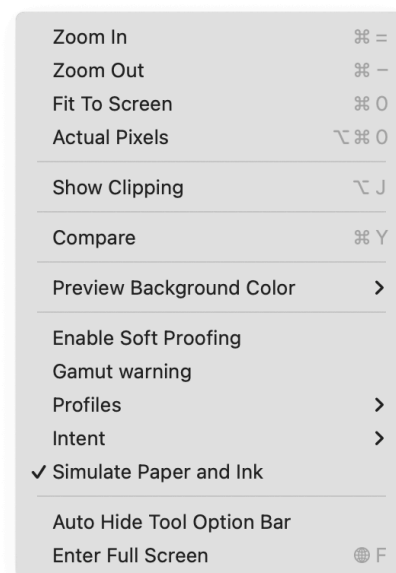 Zoom In ⌘ =
Zoom Out ⌘ −
Fit To Screen ⌘ 0
Actual Pixels ⌥ ⌘ 0
Show Clipping ⌥ J
Compare ⌘ Y
Preview Background Color
Enable Soft Proofing
Gamut warning
Profiles
Intent
✓ Simulate Paper and Ink
Auto Hide Tool Option Bar
Enter Full Screen 🌐 F